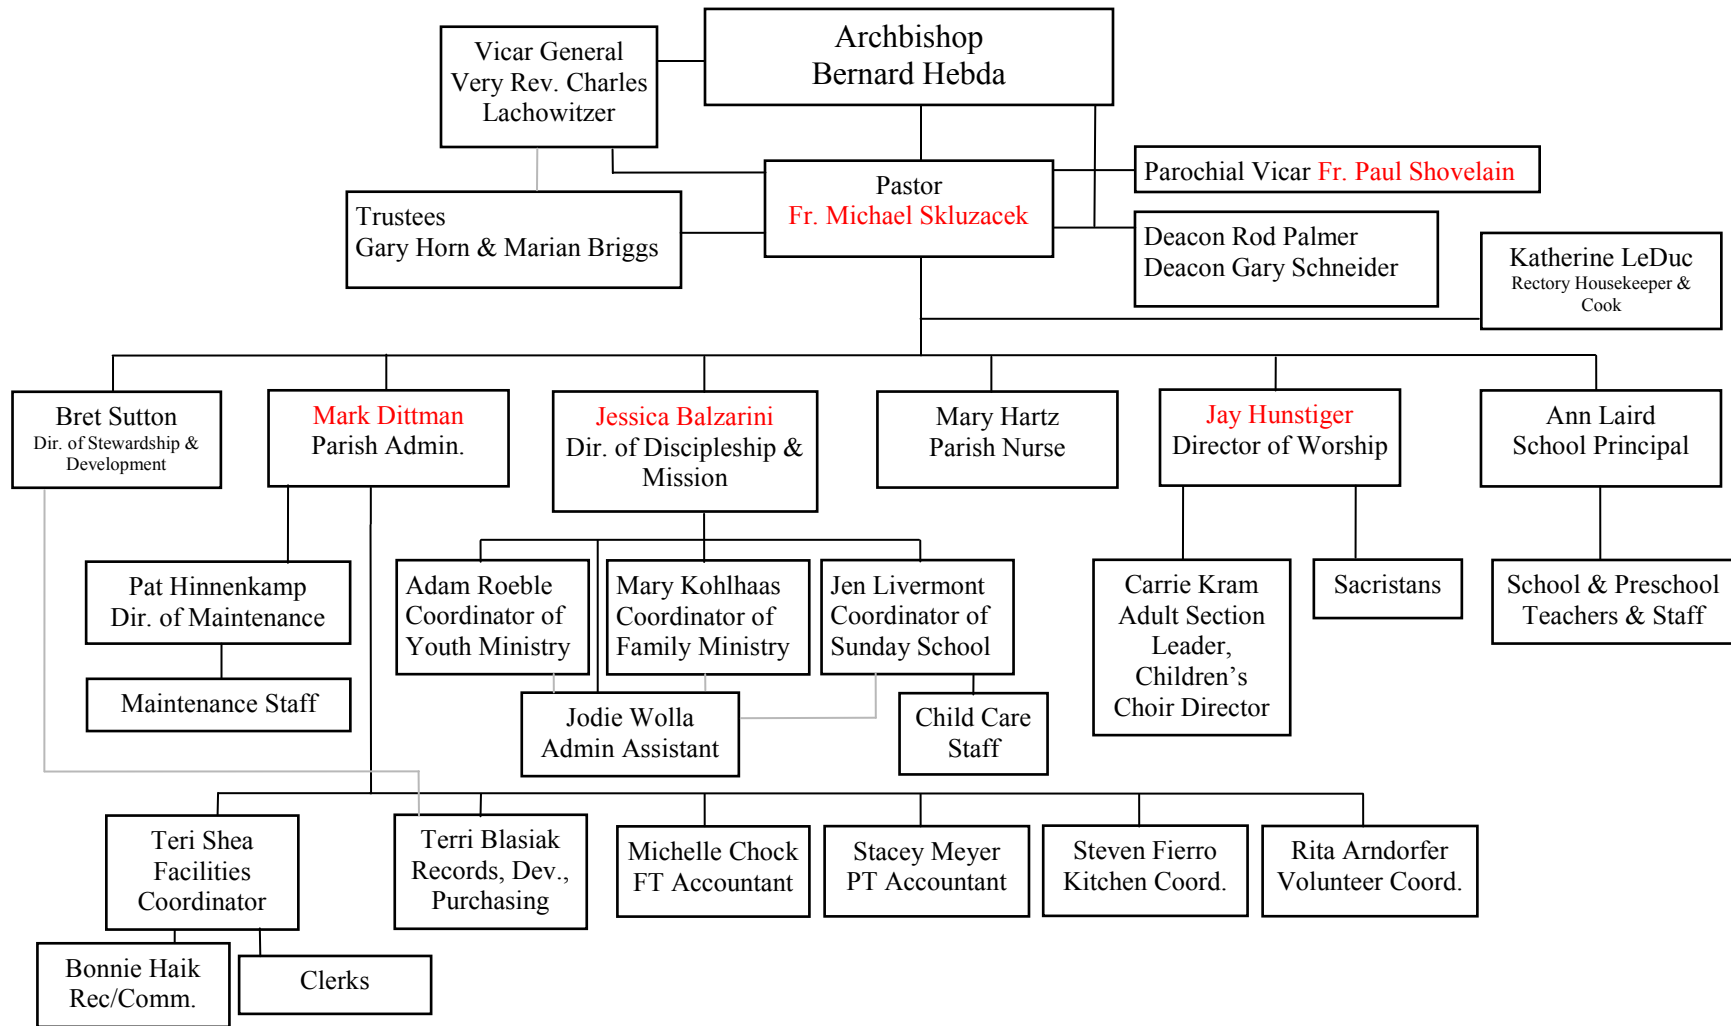 Archbishop
Bernard Hebda
Vicar General
Very Rev. Charles
Lachowitzer
Pastor
Fr. Michael Skluzacek
Parochial Vicar Fr. Paul Shovelain
Trustees
Gary Horn & Marian Briggs
Deacon Rod Palmer
Deacon Gary Schneider
Katherine LeDuc
Rectory Housekeeper &
Cook
Bret Sutton
Dir. of Stewardship &
Development
Mark Dittman
Parish Admin.
Jessica Balzarini
Dir. of Discipleship &
Mission
Mary Hartz
Parish Nurse
Jay Hunstiger
Director of Worship
Ann Laird
School Principal
Pat Hinnenkamp
Dir. of Maintenance
Adam Roeble
Coordinator of
Youth Ministry
Mary Kohlhaas
Coordinator of
Family Ministry
Jen Livermont
Coordinator of
Sunday School
Carrie Kram
Adult Section
Leader,
Children’s
Choir Director
Sacristans
School & Preschool
Teachers & Staff
Maintenance Staff
Jodie Wolla
Admin Assistant
Child Care
Staff
Teri Shea
Facilities
Coordinator
Terri Blasiak
Records, Dev.,
Purchasing
Michelle Chock
FT Accountant
Stacey Meyer
PT Accountant
Steven Fierro
Kitchen Coord.
Rita Arndorfer
Volunteer Coord.
Bonnie Haik
Rec/Comm.
Clerks